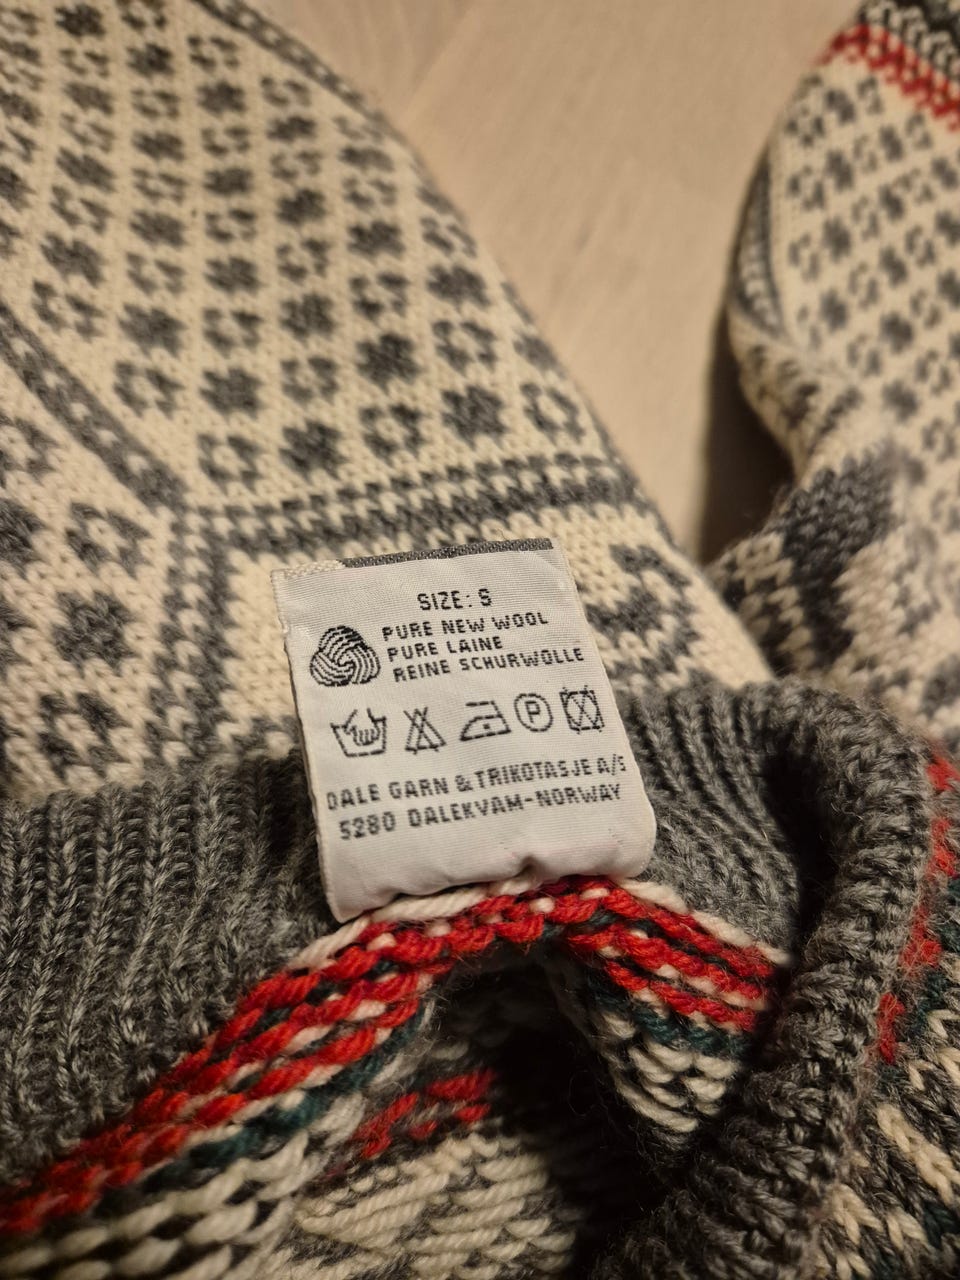 SIZE: S
PURE NEW WOOL
PURE LAINE
REINE SCHURWOLLE
P
DALE GARN & TRIKOTASJE A/S
5280 DALEKVAM-NORWAY